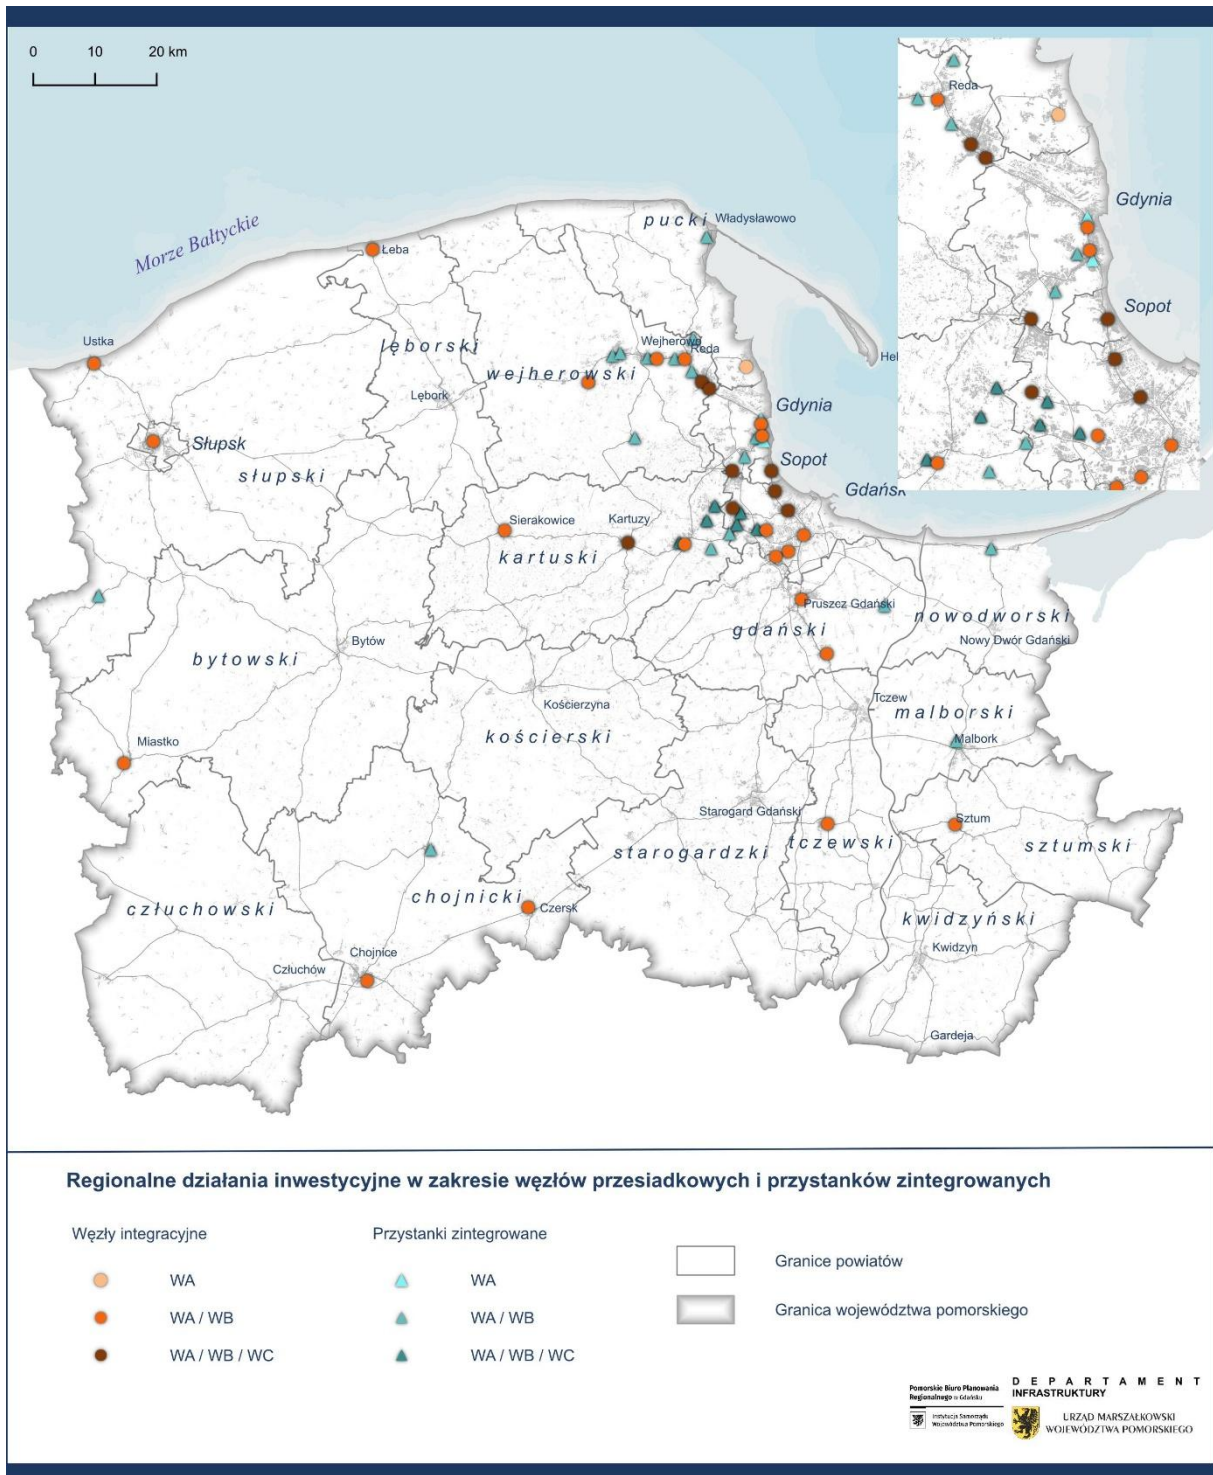 0 10 20 km
Reda
Gdynia
Sopot
Morze Bałtyckie
pucki
Władysławowo
Łeba
Ustka
lęborski
Wejherowo
Reda
Hel
wejherowski
Lębork
Gdynia
Słupsk
Sopot
słupski
Gdańsk
Sierakowice
Kartuzy
kartuski
Pruszcz Gdański
nowodworski
gdański
Nowy Dwór Gdański
Bytów
bytowski
Kościerzyna
Tczew
malborski
kościerski
Malbork
Miastko
Starogard Gdański
Sztum
tczewski
sztumski
starogardzki
chojnicki
człuchowski
Czersk
kwidzyński
Kwidzyn
Chojnice
Człuchów
Gardeja
Regionalne działania inwestycyjne w zakresie węzłów przesiadkowych i przystanków zintegrowanych
Węzły integracyjne
WA
WA / WB
WA / WB / WC
Przystanki zintegrowane
WA
WA / WB
WA / WB / WC
Granice powiatów
Granica województwa pomorskiego
Pomorskie Biuro Planowania
Regionalnego w Gdańsku
Instytucja Samorządu
Województwa Pomorskiego
DEPARTAMENT
INFRASTRUKTURY
URZĄD MARSZAŁKOWSKI
WOJEWÓDZTWA POMORSKIEGO